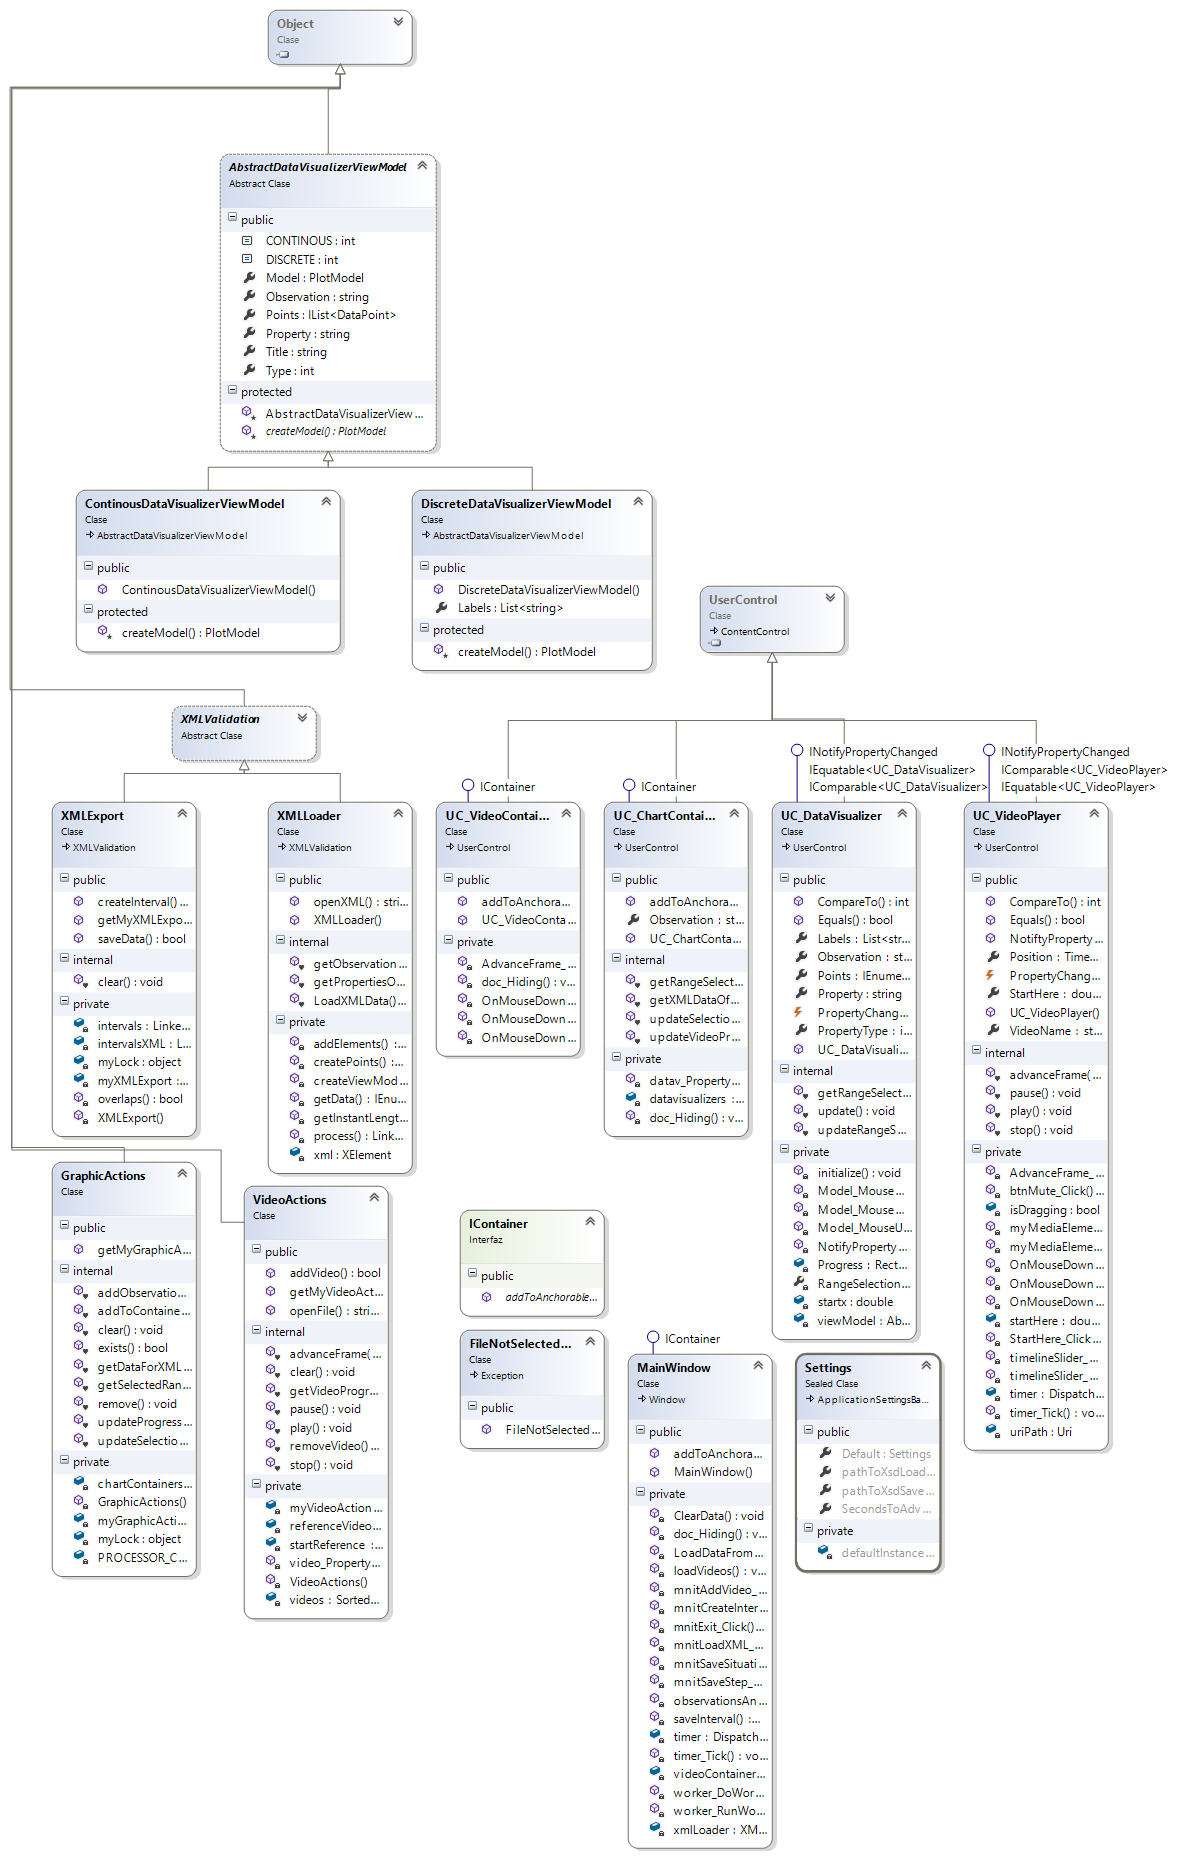 Object
Clase
AbstractDataVisualizerViewModel
Abstract Clase
public
CONTINOUS : int
DISCRETE : int
Model : PlotModel
Observation : string
Points : IList<DataPoint>
Property : string
Title : string
Type : int
protected
AbstractDataVisualizerView ...
createModel() : PlotModel
ContinousDataVisualizerViewModel
Clase
AbstractDataVisualizerViewModel
public
ContinousDataVisualizerViewModel()
protected
createModel() : PlotModel
DiscreteDataVisualizerViewModel
Clase
AbstractDataVisualizerViewModel
public
DiscreteDataVisualizerViewModel()
Labels : List<string>
protected
createModel() : PlotModel
UserControl
Clase
ContentControl
XMLValidation
Abstract Clase
XMLExport
Clase
XMLValidation
public
createInterval() ...
getMyXMLExpo...
saveData() : bool
internal
clear() : void
private
intervals : Linke...
intervalsXML : L...
myLock : object
myXMLExport :...
overlaps() : bool
XMLExport()
XMLLoader
Clase
XMLValidation
public
openXML() : stri...
XMLLoader()
internal
getObservation...
getPropertiesO...
LoadXMLData()...
private
addElements() :...
createPoints() :...
createViewMod...
getData() : IEnu...
getInstantLengt...
process() : Link...
xml : XElement
IContainer
UC_VideoContai...
Clase
UserControl
public
addToAnchora...
UC_VideoConta...
private
AdvanceFrame_...
doc_Hiding() : v...
OnMouseDown...
OnMouseDown...
OnMouseDown...
IContainer
UC_ChartContai...
Clase
UserControl
public
addToAnchora...
Observation : st...
UC_ChartConta...
internal
getRangeSelect...
getXMLDataOf...
updateSelectio...
updateVideoPr...
private
datav_Property...
datavisualizers :...
doc_Hiding() : v...
INotifyPropertyChanged
IEquatable<UC_DataVisualizer>
IComparable<UC_DataVisualizer>
UC_DataVisualizer
Clase
UserControl
public
CompareTo() : int
Equals() : bool
Labels : List<str...
Observation : st...
Points : IEnume...
Property : string
PropertyChang...
PropertyType : i...
UC_DataVisuali...
internal
getRangeSelect...
update() : void
updateRangeS...
private
initialize() : void
Model_Mouse...
Model_Mouse...
Model_MouseU...
NotifyProperty...
Progress : Rect...
RangeSelection...
startx : double
viewModel : Ab...
INotifyPropertyChanged
IComparable<UC_VideoPlayer>
IEquatable<UC_VideoPlayer>
UC_VideoPlayer
Clase
UserControl
public
CompareTo() : int
Equals() : bool
NotiftyProperty...
Position : Time...
PropertyChang...
StartHere : dou...
UC_VideoPlayer()
VideoName : st...
internal
advanceFrame(...
pause() : void
play() : void
stop() : void
private
AdvanceFrame_...
btnMute_Click()...
isDragging : bool
myMediaEleme...
myMediaEleme...
OnMouseDown...
OnMouseDown...
OnMouseDown...
startHere : dou...
StartHere_Click...
timelineSlider_...
timelineSlider_...
timer : Dispatch...
timer_Tick() : vo...
uriPath : Uri
GraphicActions
Clase
public
getMyGraphicA...
internal
addObservatio...
addToContaine...
clear() : void
exists() : bool
getDataForXML...
getSelectedRan...
remove() : void
updateProgress...
updateSelectio...
private
chartContainers...
GraphicActions()
myGraphicActi...
myLock : object
PROCESSOR_C...
VideoActions
Clase
public
addVideo() : bool
getMyVideoAct...
openFile() : stri...
internal
advanceFrame(...
clear() : void
getVideoProgr...
pause() : void
play() : void
removeVideo()...
stop() : void
private
myVideoAction...
referenceVideo...
startReference :...
video_Property...
VideoActions()
videos : Sorted...
IContainer
Interfaz
public
addToAnchorable...
FileNotSelected...
Clase
Exception
public
FileNotSelected...
IContainer
MainWindow
Clase
Window
public
addToAnchora...
MainWindow()
private
ClearData() : void
doc_Hiding() : v...
LoadDataFrom...
loadVideos() : v...
mnitAddVideo_...
mnitCreateInter...
mnitExit_Click()...
mnitLoadXML_...
mnitSaveSituati...
mnitSaveStep_...
observationsAn...
saveInterval() :...
timer : Dispatch...
timer_Tick() : vo...
videoContainer...
worker_DoWor...
worker_RunWo...
xmlLoader : XM...
Settings
Sealed Clase
ApplicationSettingsBa...
public
Default : Settings
pathToXsdLoad...
pathToXsdSave...
SecondsToAdv...
private
defaultInstance...